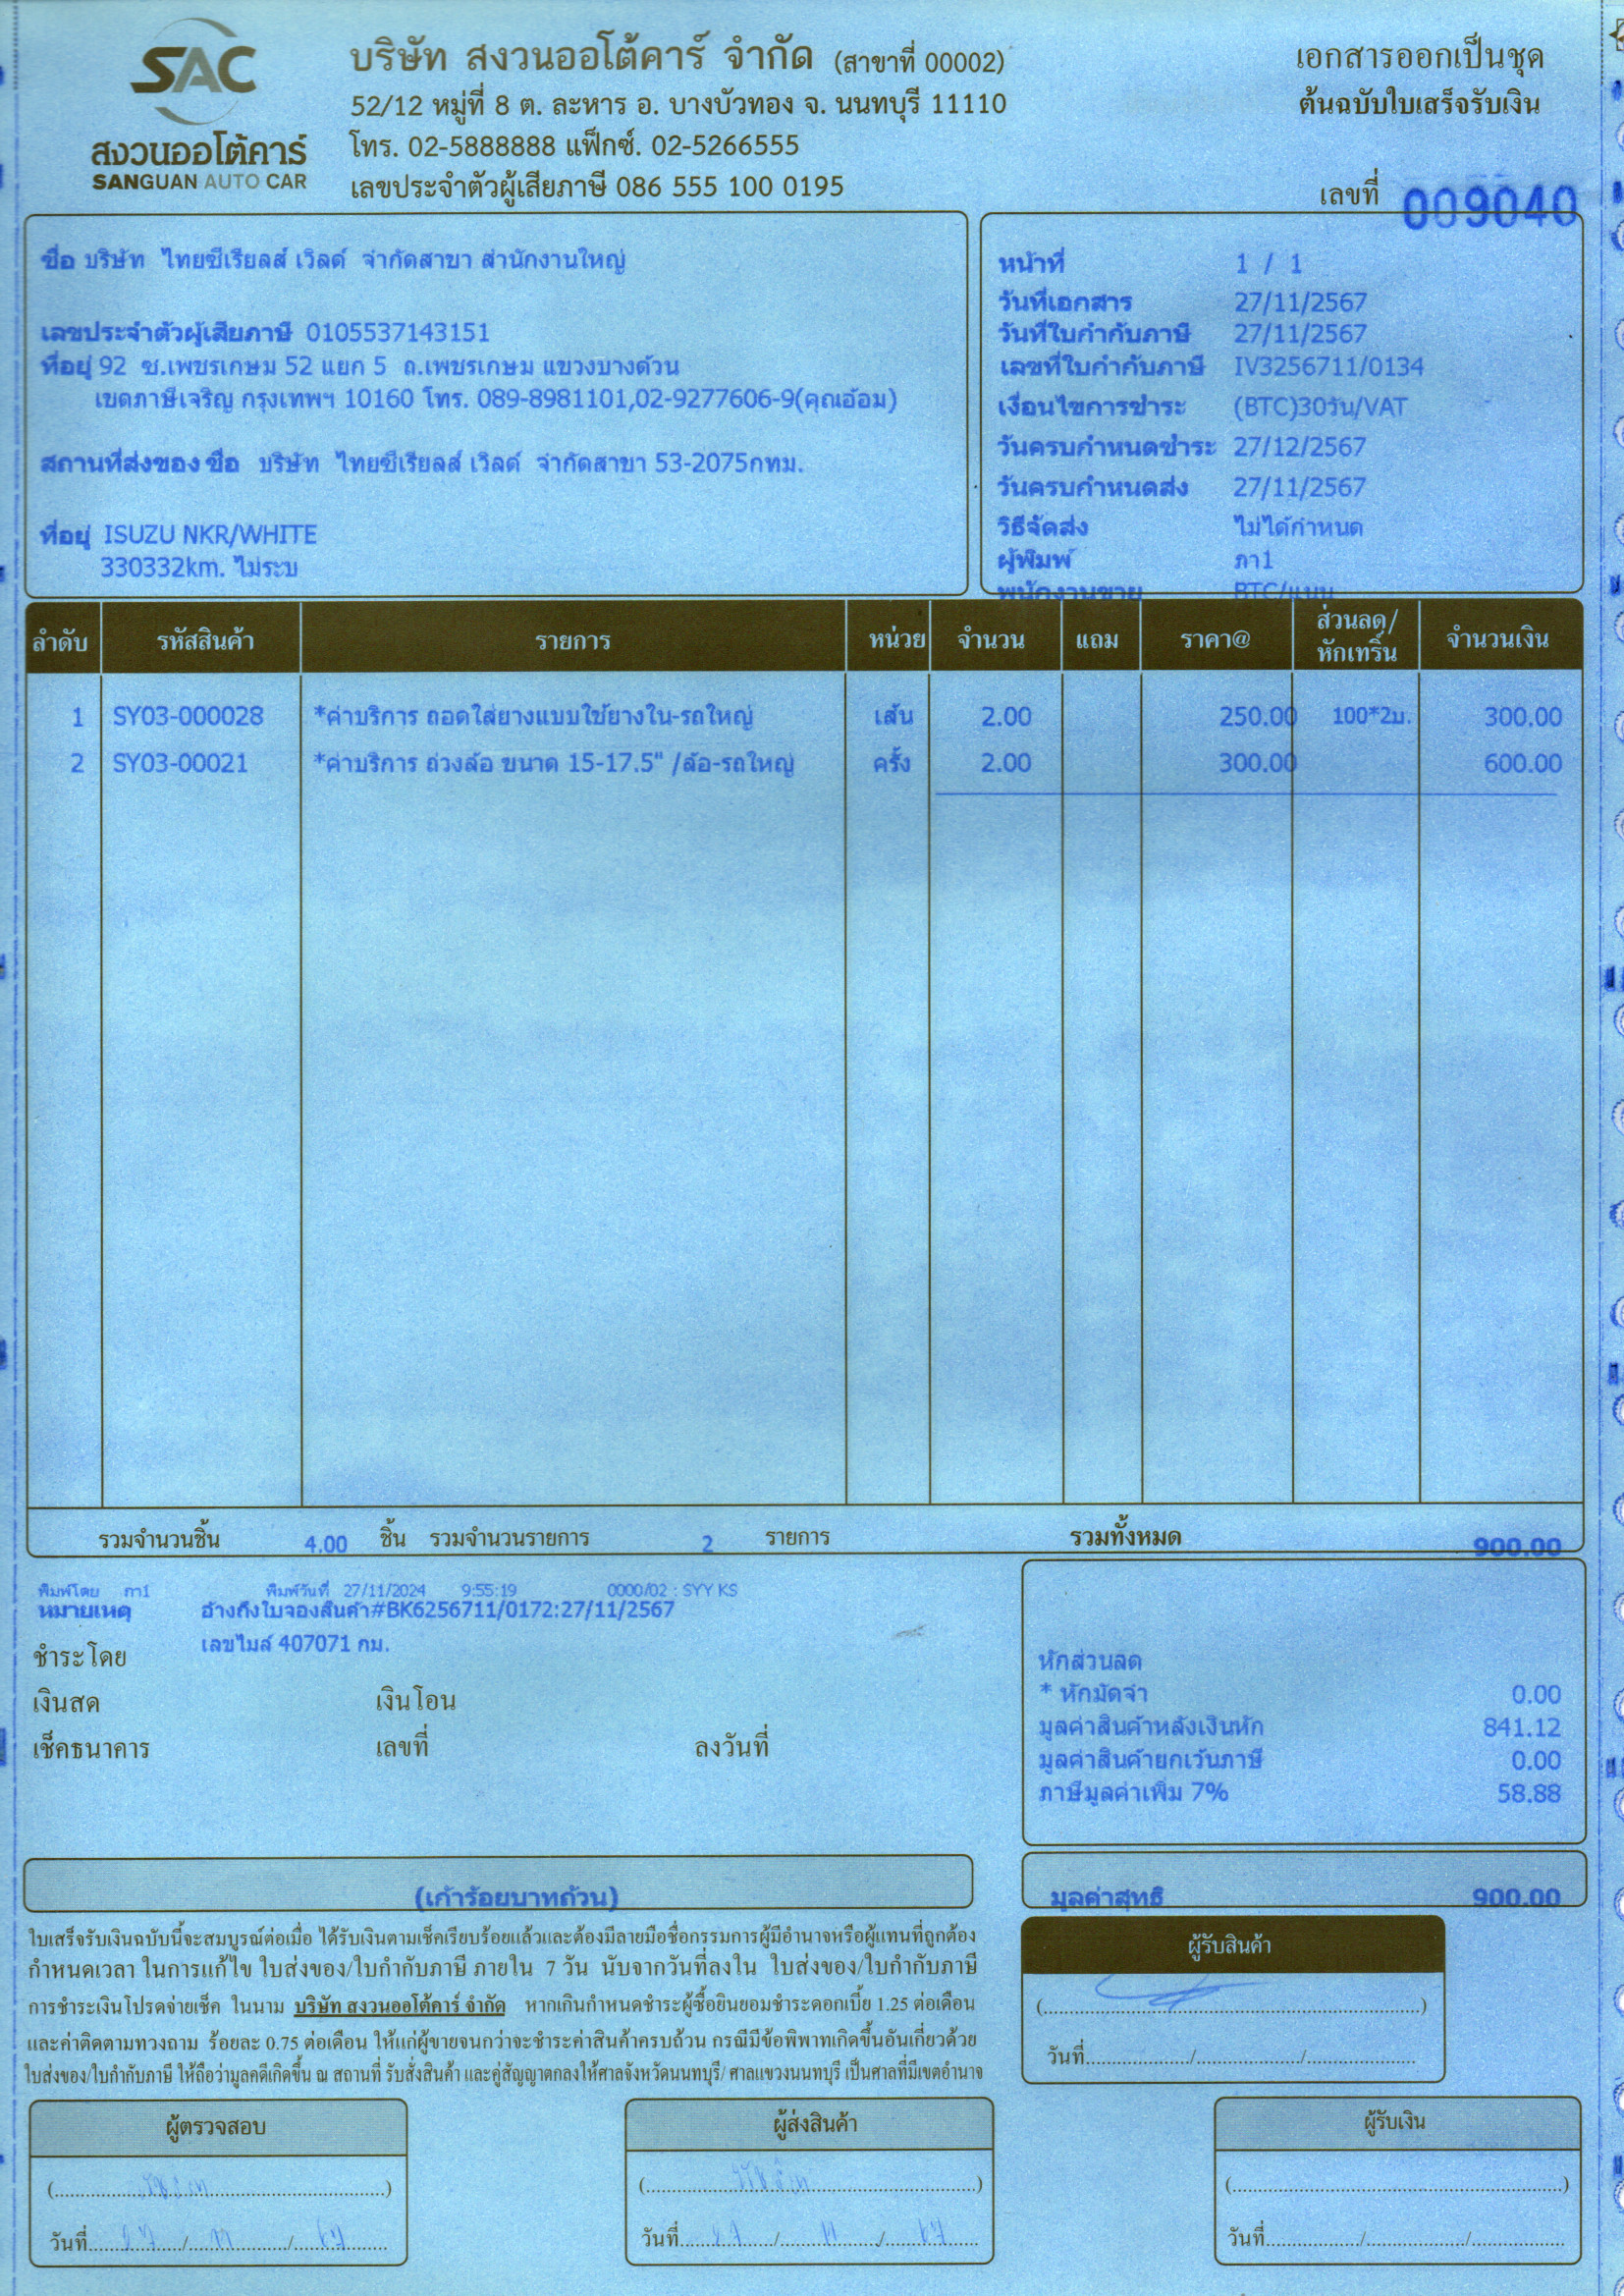 SAC
สงวนออโต้คาร์
SANGUAN AUTO CAR
บริษัท สงวนออโต้คาร์ จำกัด (สาขาที่ 00002)
52/12 หมู่ที่ 8 ต. ละหาร อ. บางบัวทอง จ. นนทบุรี 11110
โทร. 02-5888888 แฟ็กซ์. 02-5266555
เลขประจำตัวผู้เสียภาษี 086 555 100 0195
เอกสารออกเป็นชุด
ต้นฉบับใบเสร็จรับเงิน
เลขที่ 009040
ชื่อ บริษัท ไทยซีเรียลส์ เวิลด์ จำกัดสาขา สำนักงานใหญ่
เลขประจำตัวผู้เสียภาษี 0105537143151
ที่อยู่ 92 ซ.เพชรเกษม 52 แยก 5 ถ.เพชรเกษม แขวงบางด้วน
เขตภาษีเจริญ กรุงเทพฯ 10160 โทร. 089-8981101,02-9277606-9(คุณอ้อม)
สถานที่ส่งของ ชื่อ บริษัท ไทยซีเรียลส์ เวิลด์ จำกัดสาขา 53-2075กทม.
ที่อยู่ ISUZU NKR/WHITE
330332km. ไม่ระบ
หน้าที่ 1 / 1
วันที่เอกสาร 27/11/2567
วันที่ใบกำกับภาษี 27/11/2567
เลขที่ใบกำกับภาษี IV3256711/0134
เงื่อนไขการชำระ (BTC)30วัน/VAT
วันครบกำหนดชำระ 27/12/2567
วันครบกำหนดส่ง 27/11/2567
วิธีจัดส่ง ไม่ได้กำหนด
ผู้พิมพ์ ภา1
พนักงานขาย BTC/แบน
ลำดับ รหัสสินค้า รายการ หน่วย จำนวน แถม ราคา@ ส่วนลด/หักเทริ์น จำนวนเงิน
1 SY03-000028 *ค่าบริการ ถอดใส่ยางแบบใช้ยางใน-รถใหญ่ เส้น 2.00 250.00 100*2บ. 300.00
2 SY03-00021 *ค่าบริการ ถ่วงล้อ ขนาด 15-17.5" /ล้อ-รถใหญ่ ครั้ง 2.00 300.00 600.00
รวมจำนวนชิ้น 4.00 ชิ้น รวมจำนวนรายการ 2 รายการ รวมทั้งหมด 900.00
พิมพ์โดย ภา1 พิมพ์วันที่ 27/11/2024 9:55:19 0000/02 : SYY KS
หมายเหตุ อ้างถึงใบจองสินค้า#BK6256711/0172:27/11/2567
เลขไมล์ 407071 กม.
ชำระโดย
เงินสด เงินโอน
เช็คธนาคาร เลขที่ ลงวันที่
หักส่วนลด
* หักมัดจำ 0.00
มูลค่าสินค้าหลังเงินหัก 841.12
มูลค่าสินค้ายกเว้นภาษี 0.00
ภาษีมูลค่าเพิ่ม 7% 58.88
(เก้าร้อยบาทถ้วน)
มูลค่าสุทธิ 900.00
ใบเสร็จรับเงินฉบับนี้จะสมบูรณ์ต่อเมื่อ ได้รับเงินตามเช็คเรียบร้อยแล้วและต้องมีลายมือชื่อกรรมการผู้มีอำนาจหรือผู้แทนที่ถูกต้อง
กำหนดเวลา ในการแก้ไข ใบส่งของ/ใบกำกับภาษี ภายใน 7 วัน นับจากวันที่ลงใน ใบส่งของ/ใบกำกับภาษี
การชำระเงินโปรดจ่ายเช็ค ในนาม บริษัท สงวนออโต้คาร์ จำกัด หากเกินกำหนดชำระผู้ซื้อยินยอมชำระดอกเบี้ย 1.25 ต่อเดือน
และค่าติดตามทวงถาม ร้อยละ 0.75 ต่อเดือน ให้แก่ผู้ขายจนกว่าจะชำระค่าสินค้าครบถ้วน กรณีมีข้อพิพาทเกิดขึ้นอันเกี่ยวด้วย
ใบส่งของ/ใบกำกับภาษี ให้ถือว่ามูลคดีเกิดขึ้น ณ สถานที่ รับสั่งสินค้า และคู่สัญญาตกลงให้ศาลจังหวัดนนทบุรี/ ศาลแขวงนนทบุรี เป็นศาลที่มีเขตอำนาจ
ผู้รับสินค้า
วันที่......../......../........
ผู้ตรวจสอบ
วันที่ 27 / 11 / 67
ผู้ส่งสินค้า
วันที่ 27 / 11 / 67
ผู้รับเงิน
วันที่......../......../........